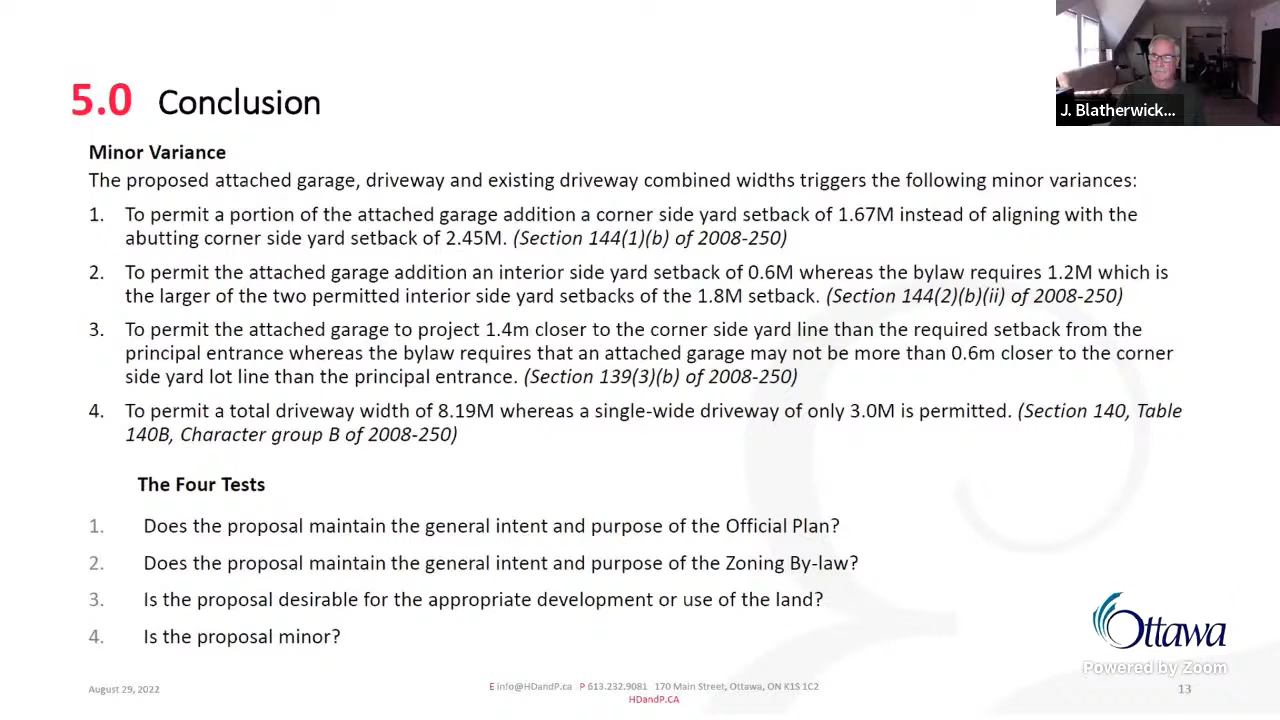 J. Blatherwick...
5.0 Conclusion
Minor Variance
The proposed attached garage, driveway and existing driveway combined widths triggers the following minor variances:
1. To permit a portion of the attached garage addition a corner side yard setback of 1.67M instead of aligning with the
abutting corner side yard setback of 2.45M. (Section 144(1)(b) of 2008-250)
2. To permit the attached garage addition an interior side yard setback of 0.6M whereas the bylaw requires 1.2M which is
the larger of the two permitted interior side yard setbacks of the 1.8M setback. (Section 144(2)(b)(ii) of 2008-250)
3. To permit the attached garage to project 1.4m closer to the corner side yard line than the required setback from the
principal entrance whereas the bylaw requires that an attached garage may not be more than 0.6m closer to the corner
side yard lot line than the principal entrance. (Section 139(3)(b) of 2008-250)
4. To permit a total driveway width of 8.19M whereas a single-wide driveway of only 3.0M is permitted. (Section 140, Table
140B, Character group B of 2008-250)
The Four Tests
1. Does the proposal maintain the general intent and purpose of the Official Plan?
2. Does the proposal maintain the general intent and purpose of the Zoning By-law?
3. Is the proposal desirable for the appropriate development or use of the land?
4. Is the proposal minor?
Ottawa
Powered by Zoom
August 29, 2022
E info@HDandP.ca P 613.232.9081 170 Main Street, Ottawa, ON K1S 1C2
HDandP.CA
13